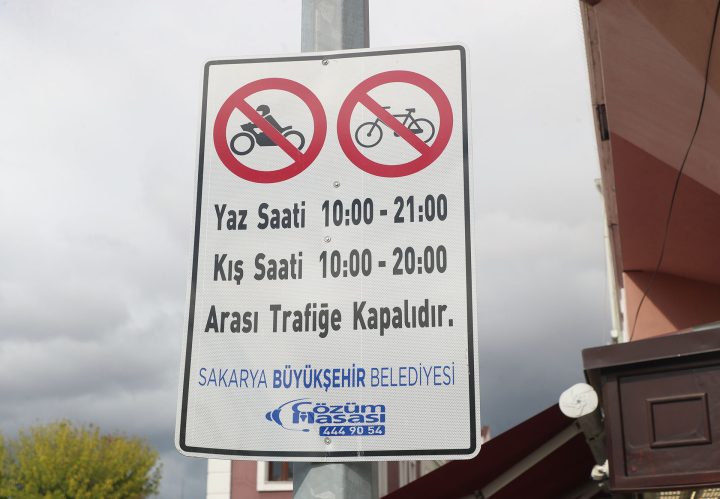 Yaz Saati 10:00 - 21:00
Kış Saati 10:00 - 20:00
Arası Trafiğe Kapalıdır.
SAKARYA BÜYÜKŞEHİR BELEDİYESİ
Çözüm
Masası
444 90 54